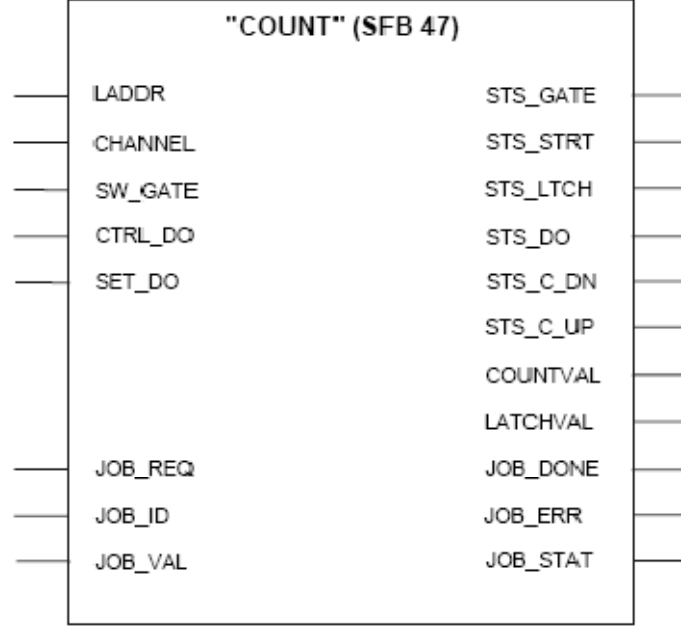 "COUNT" (SFB 47)
LADDR STS_GATE
CHANNEL STS_STRT
SW_GATE STS_LTCH
CTRL_DO STS_DO
SET_DO STS_C_DN
STS_C_UP
COUNTVAL
LATCHVAL
JOB_REQ JOB_DONE
JOB_ID JOB_ERR
JOB_VAL JOB_STAT